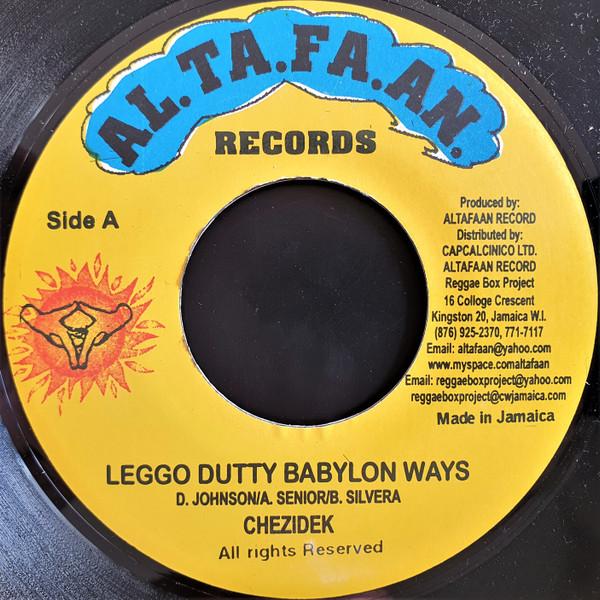 AL.TA.FA.AN.
RECORDS
Side A
Produced by:
ALTAFAAN RECORD
Distributed by:
CAPCALCINICO LTD.
ALTAFAAN RECORD
Reggae Box Project
16 Colloge Crescent
Kingston 20, Jamaica W.I.
(876) 925-2370, 771-7117
Email: altafaan@yahoo.com
www.myspace.comaltafaan
Email: reggaeboxproject@yahoo.com
reggaeboxproject@cwjamaica.com
Made in Jamaica
LEGGO DUTTY BABYLON WAYS
D. JOHNSON/A. SENIOR/B. SILVERA
CHEZIDEK
All rights Reserved